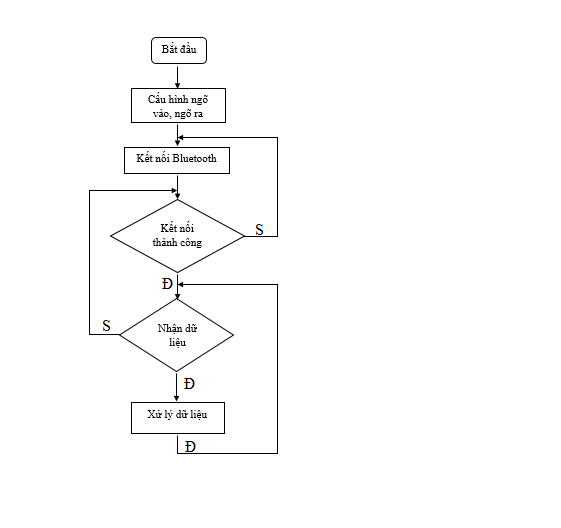 Bắt đầu
Cấu hình ngõ
vào, ngõ ra
Kết nối Bluetooth
Kết nối
thành công
S
Đ
Nhận dữ
liệu
S
Đ
Xử lý dữ liệu
Đ